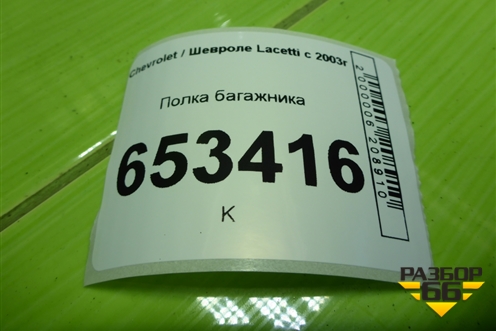 Chevrolet / Шевроле Lacetti с 2003г
Полка багажника
653416
К
2000006208910
РАЗБОР
66